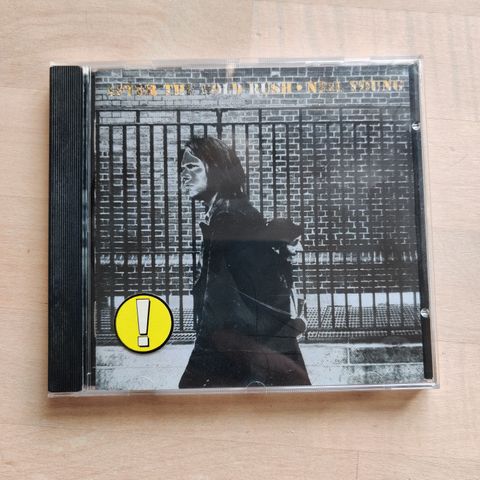 AFTER THE GOLD RUSH • NEIL YOUNG
!